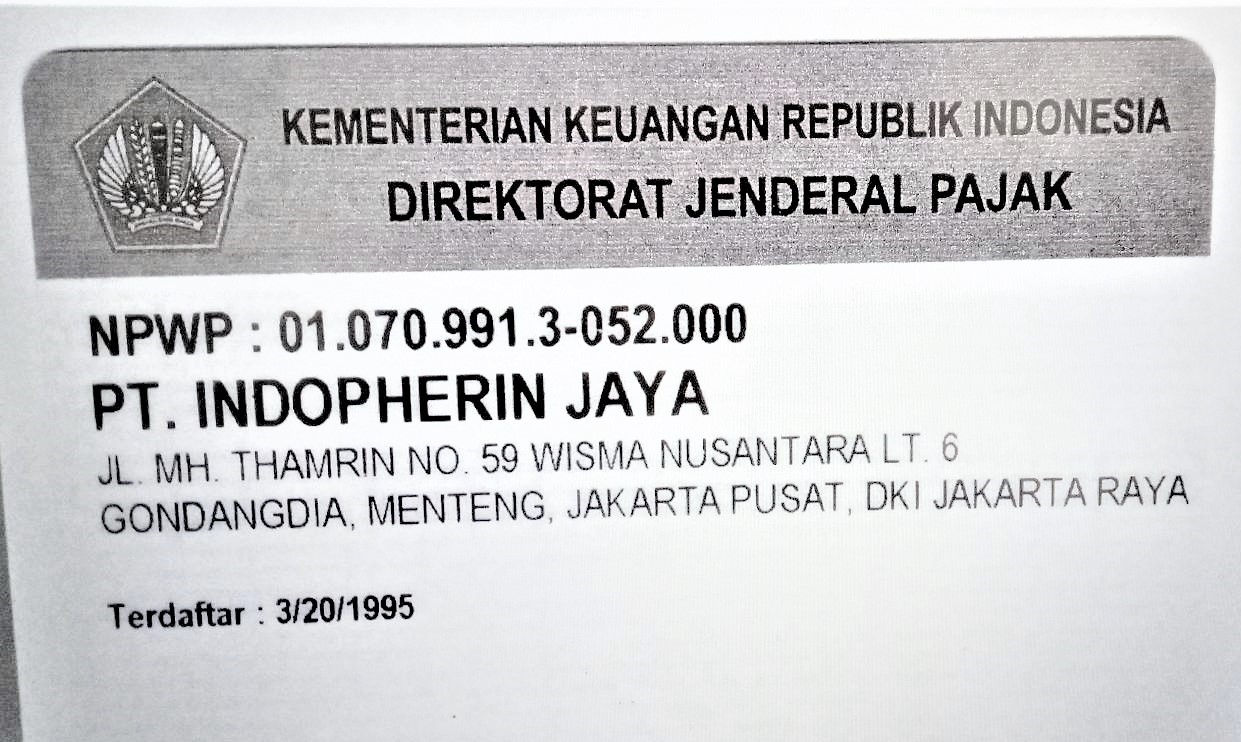 KEMENTERIAN KEUANGAN REPUBLIK INDONESIA
DIREKTORAT JENDERAL PAJAK
NPWP : 01.070.991.3-052.000
PT. INDOPHERIN JAYA
JL. MH. THAMRIN NO. 59 WISMA NUSANTARA LT. 6
GONDANGDIA, MENTENG, JAKARTA PUSAT, DKI JAKARTA RAYA
Terdaftar : 3/20/1995